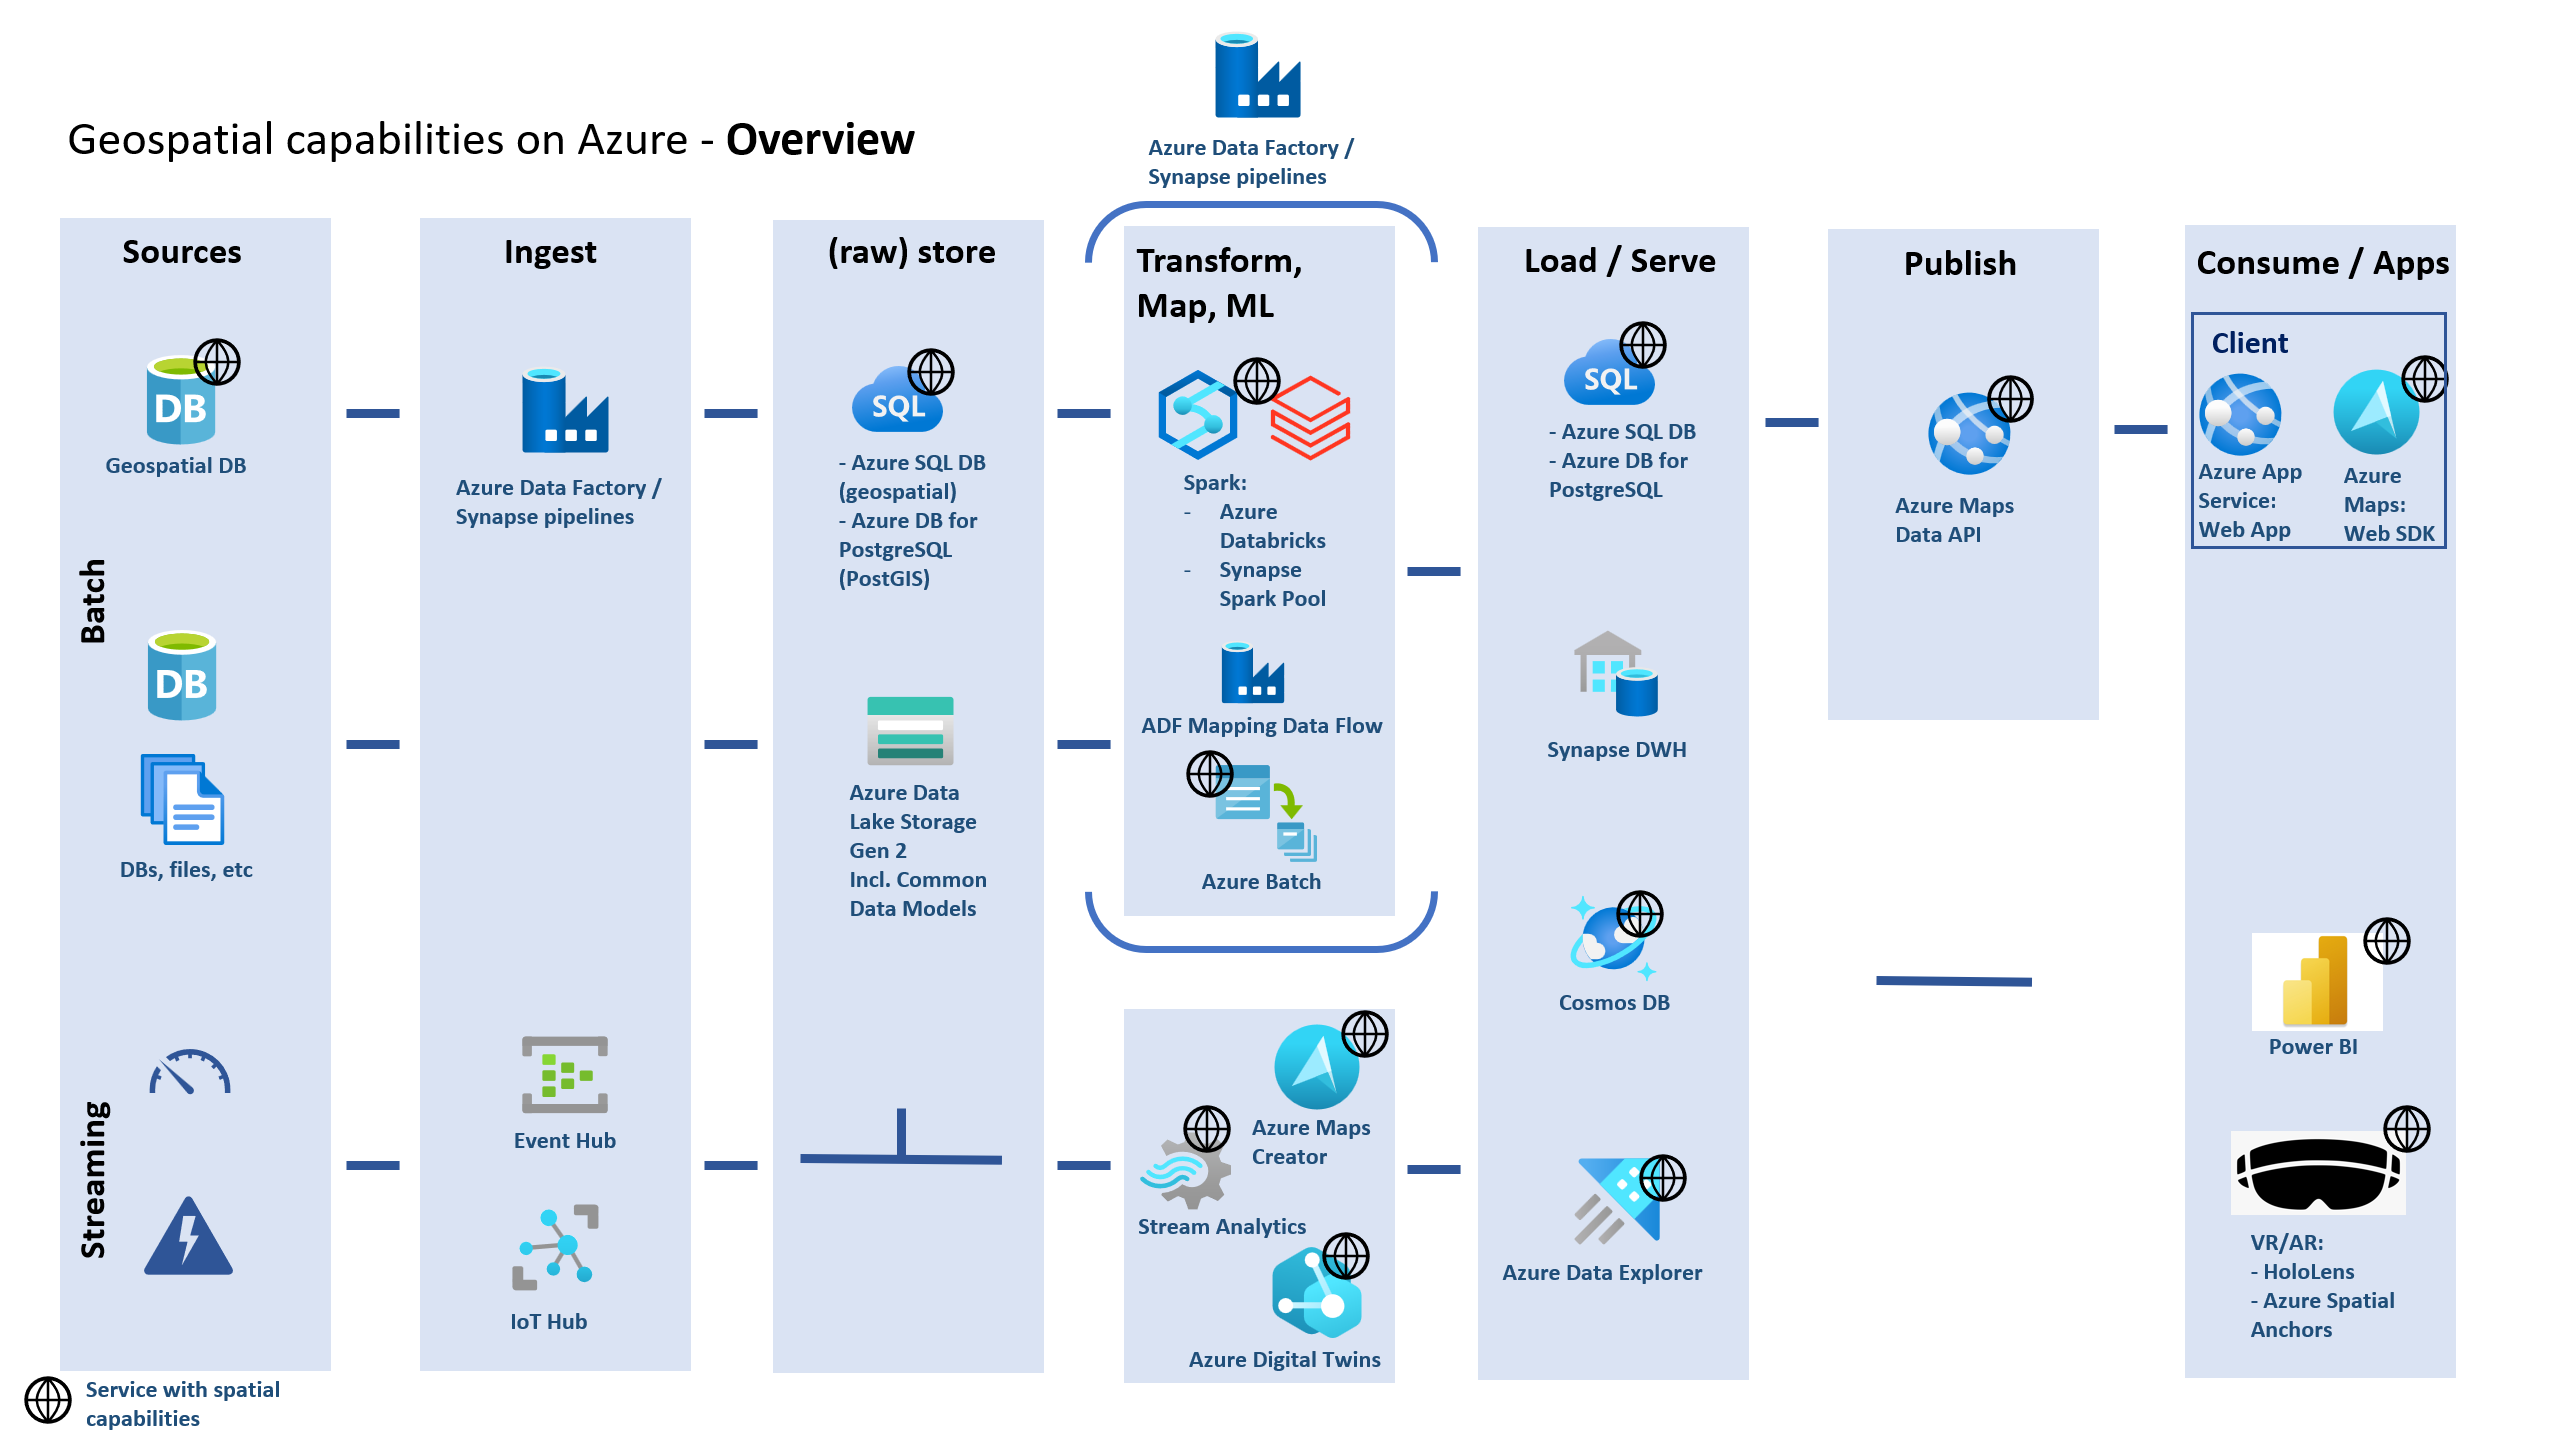 Azure Data Factory /
Synapse pipelines
Geospatial capabilities on Azure - Overview
Sources
Geospatial DB
DB
Batch
DB
DBs, files, etc
Streaming
Ingest
Azure Data Factory /
Synapse pipelines
Event Hub
IoT Hub
(raw) store
SQL
- Azure SQL DB
(geospatial)
- Azure DB for
PostgreSQL
(PostGIS)
Azure Data
Lake Storage
Gen 2
Incl. Common
Data Models
Transform,
Map, ML
Spark:
- Azure
Databricks
- Synapse
Spark Pool
ADF Mapping Data Flow
Azure Batch
Azure Maps
Creator
Stream Analytics
Azure Digital Twins
Load / Serve
SQL
- Azure SQL DB
- Azure DB for
PostgreSQL
Synapse DWH
Cosmos DB
Azure Data Explorer
Publish
Azure Maps
Data API
Consume / Apps
Client
Azure App
Service:
Web App
Azure
Maps:
Web SDK
Power BI
VR/AR:
- HoloLens
- Azure Spatial
Anchors
Service with spatial
capabilities